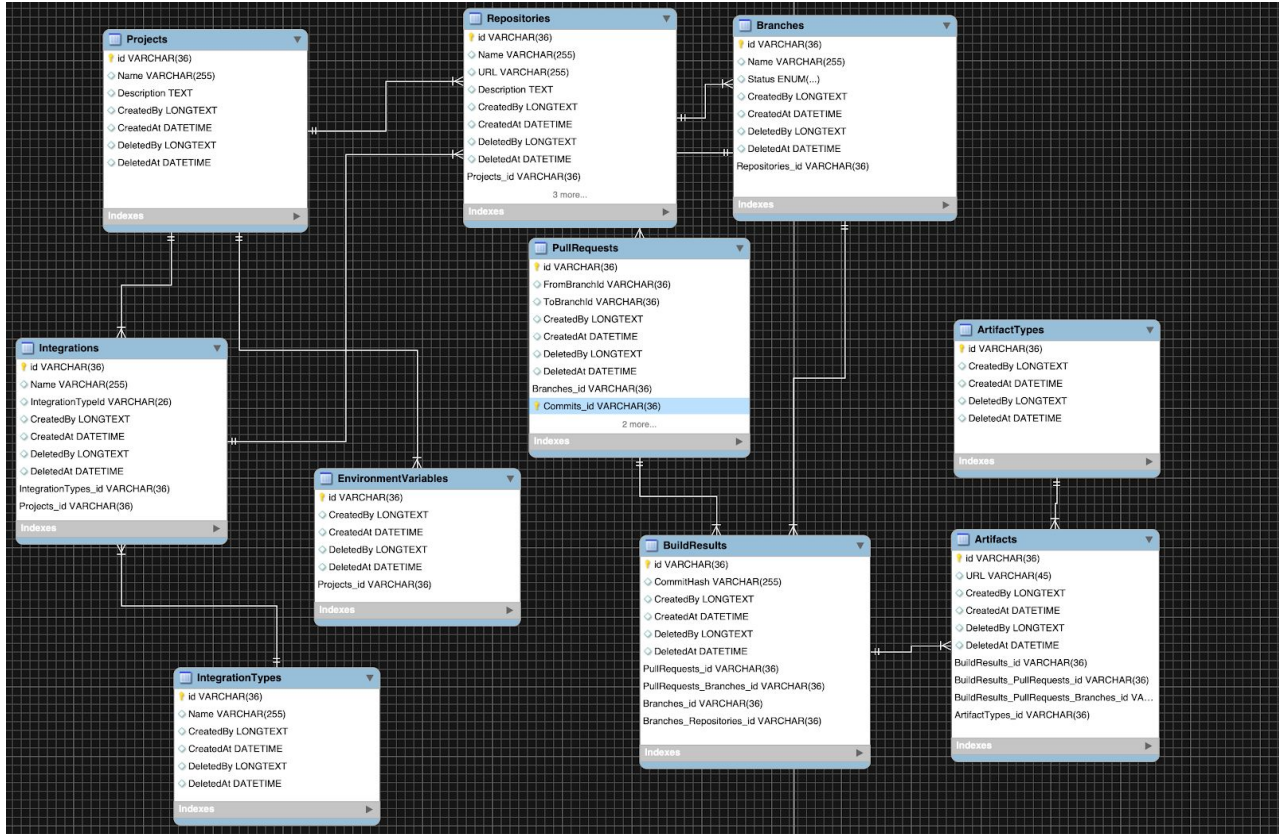 Projects
id VARCHAR(36)
Name VARCHAR(255)
Description TEXT
CreatedBy LONGTEXT
CreatedAt DATETIME
DeletedBy LONGTEXT
DeletedAt DATETIME
Indexes
Repositories
id VARCHAR(36)
Name VARCHAR(255)
URL VARCHAR(255)
Description TEXT
CreatedBy LONGTEXT
CreatedAt DATETIME
DeletedBy LONGTEXT
DeletedAt DATETIME
Projects_id VARCHAR(36)
3 more...
Indexes
Branches
id VARCHAR(36)
Name VARCHAR(255)
Status ENUM(...)
CreatedBy LONGTEXT
CreatedAt DATETIME
DeletedBy LONGTEXT
DeletedAt DATETIME
Repositories_id VARCHAR(36)
Indexes
PullRequests
id VARCHAR(36)
FromBranchId VARCHAR(36)
ToBranchId VARCHAR(36)
CreatedBy LONGTEXT
CreatedAt DATETIME
DeletedBy LONGTEXT
DeletedAt DATETIME
Branches_id VARCHAR(36)
Commits_id VARCHAR(36)
2 more...
Indexes
Integrations
id VARCHAR(36)
Name VARCHAR(255)
IntegrationTypeId VARCHAR(26)
CreatedBy LONGTEXT
CreatedAt DATETIME
DeletedBy LONGTEXT
DeletedAt DATETIME
IntegrationTypes_id VARCHAR(36)
Projects_id VARCHAR(36)
Indexes
ArtifactTypes
id VARCHAR(36)
CreatedBy LONGTEXT
CreatedAt DATETIME
DeletedBy LONGTEXT
DeletedAt DATETIME
Indexes
EnvironmentVariables
id VARCHAR(36)
CreatedBy LONGTEXT
CreatedAt DATETIME
DeletedBy LONGTEXT
DeletedAt DATETIME
Projects_id VARCHAR(36)
Indexes
BuildResults
id VARCHAR(36)
CommitHash VARCHAR(255)
CreatedBy LONGTEXT
CreatedAt DATETIME
DeletedBy LONGTEXT
DeletedAt DATETIME
PullRequests_id VARCHAR(36)
PullRequests_Branches_id VARCHAR(36)
Branches_id VARCHAR(36)
Branches_Repositories_id VARCHAR(36)
Indexes
Artifacts
id VARCHAR(36)
URL VARCHAR(45)
CreatedBy LONGTEXT
CreatedAt DATETIME
DeletedBy LONGTEXT
DeletedAt DATETIME
BuildResults_id VARCHAR(36)
BuildResults_PullRequests_id VARCHAR(36)
BuildResults_PullRequests_Branches_id VA...
ArtifactTypes_id VARCHAR(36)
Indexes
IntegrationTypes
id VARCHAR(36)
Name VARCHAR(255)
CreatedBy LONGTEXT
CreatedAt DATETIME
DeletedBy LONGTEXT
DeletedAt DATETIME
Indexes